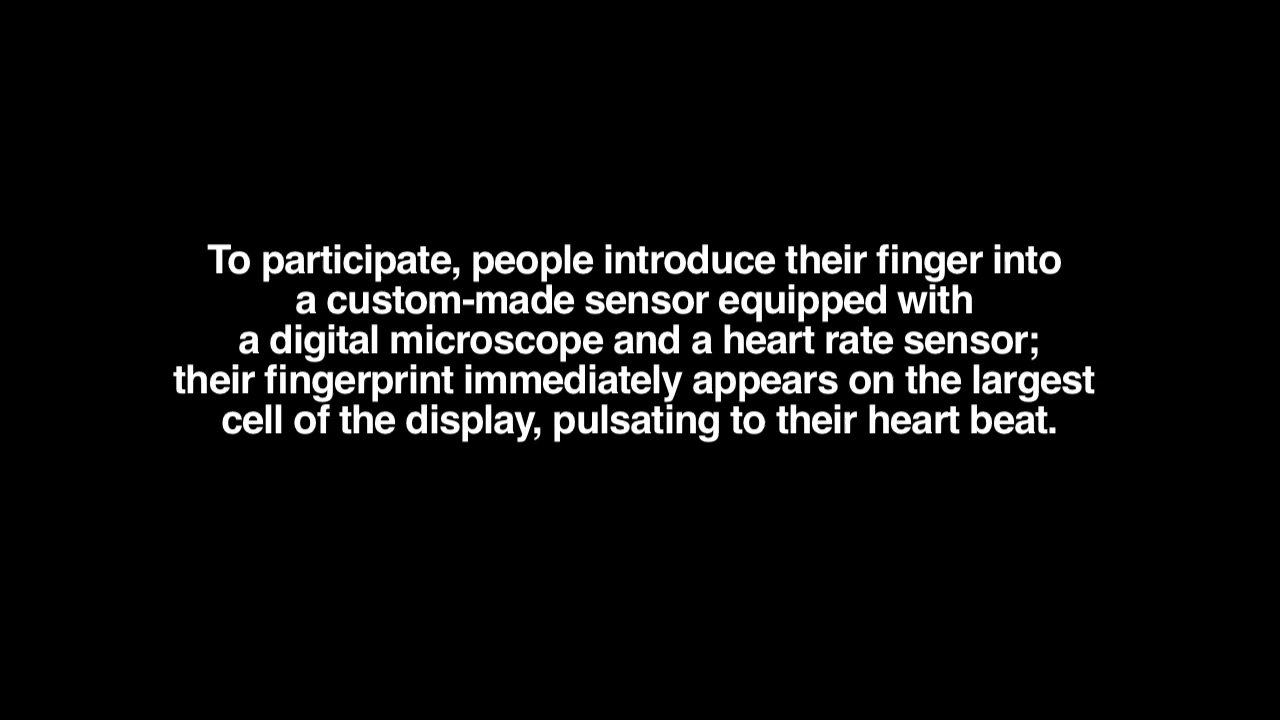 To participate, people introduce their finger into
a custom-made sensor equipped with
a digital microscope and a heart rate sensor;
their fingerprint immediately appears on the largest
cell of the display, pulsating to their heart beat.